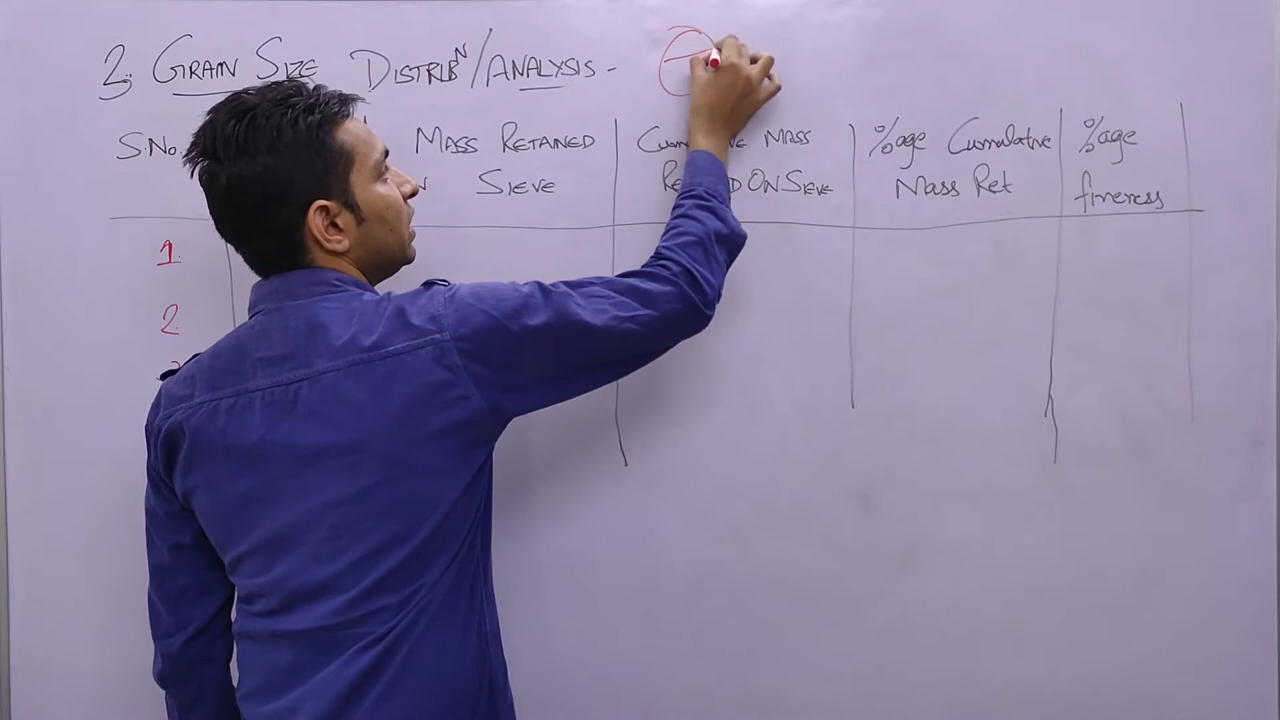 2. GRAIN SIZE DISTRIBᴺ/ANALYSIS -
S.No. MASS RETAINED MASS %age Cumulative %age
SIEVE ON SIEVE Mass Ret fineness
1.
2.